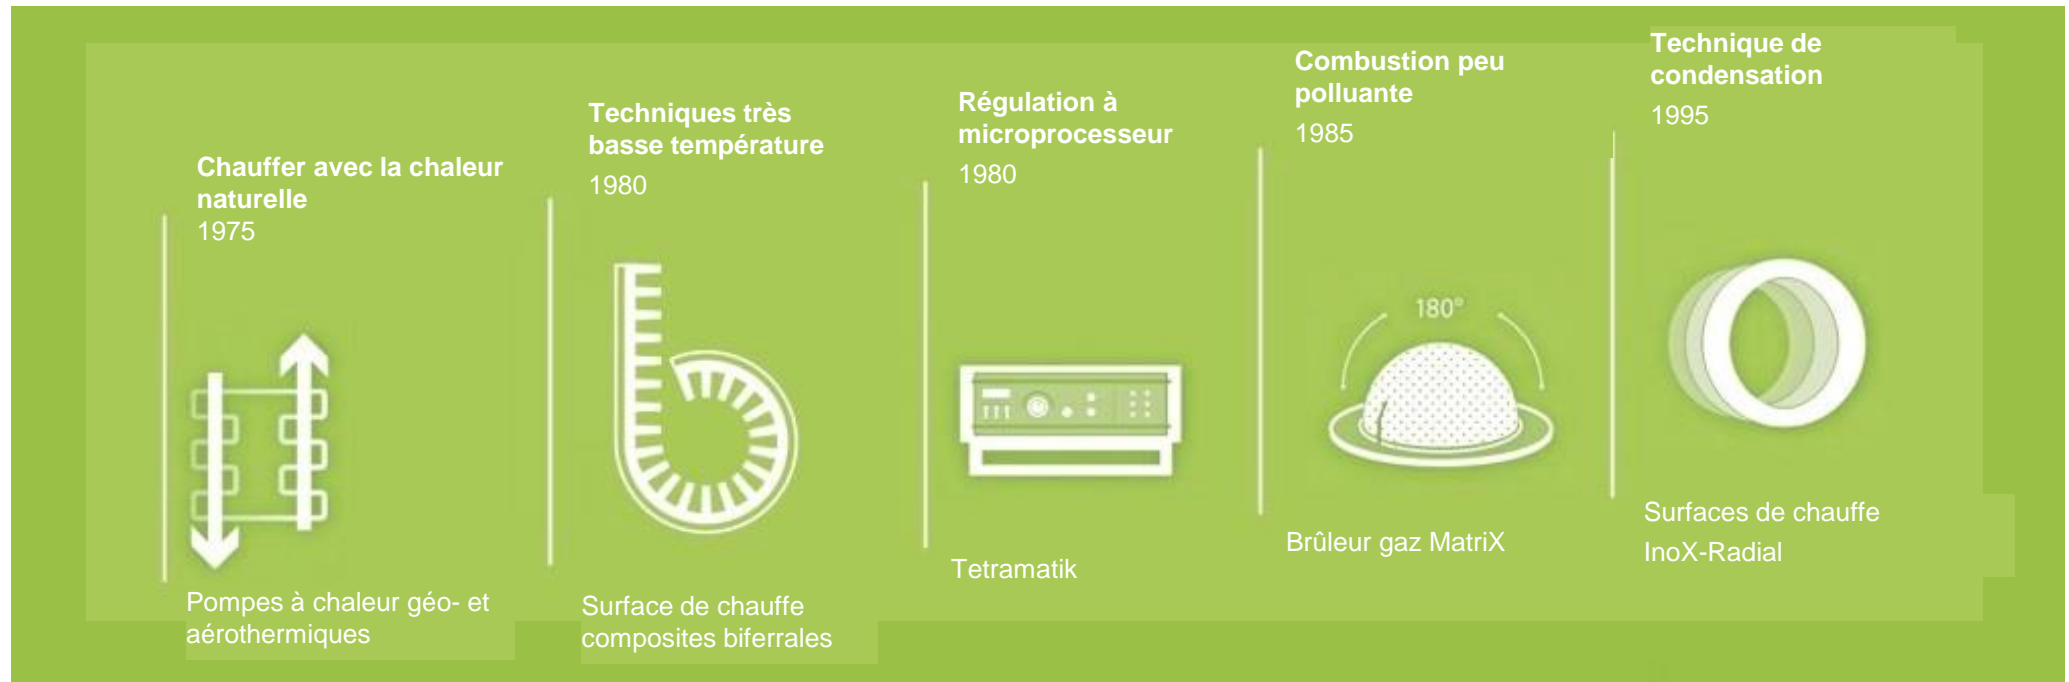 Chauffer avec la chaleur
naturelle
1975
Pompes à chaleur géo- et
aérothermiques
Techniques très
basse température
1980
Surface de chauffe
composites biferrales
Régulation à
microprocesseur
1980
Tetramatik
Combustion peu
polluante
1985
180°
Brûleur gaz MatriX
Technique de
condensation
1995
Surfaces de chauffe
InoX-Radial